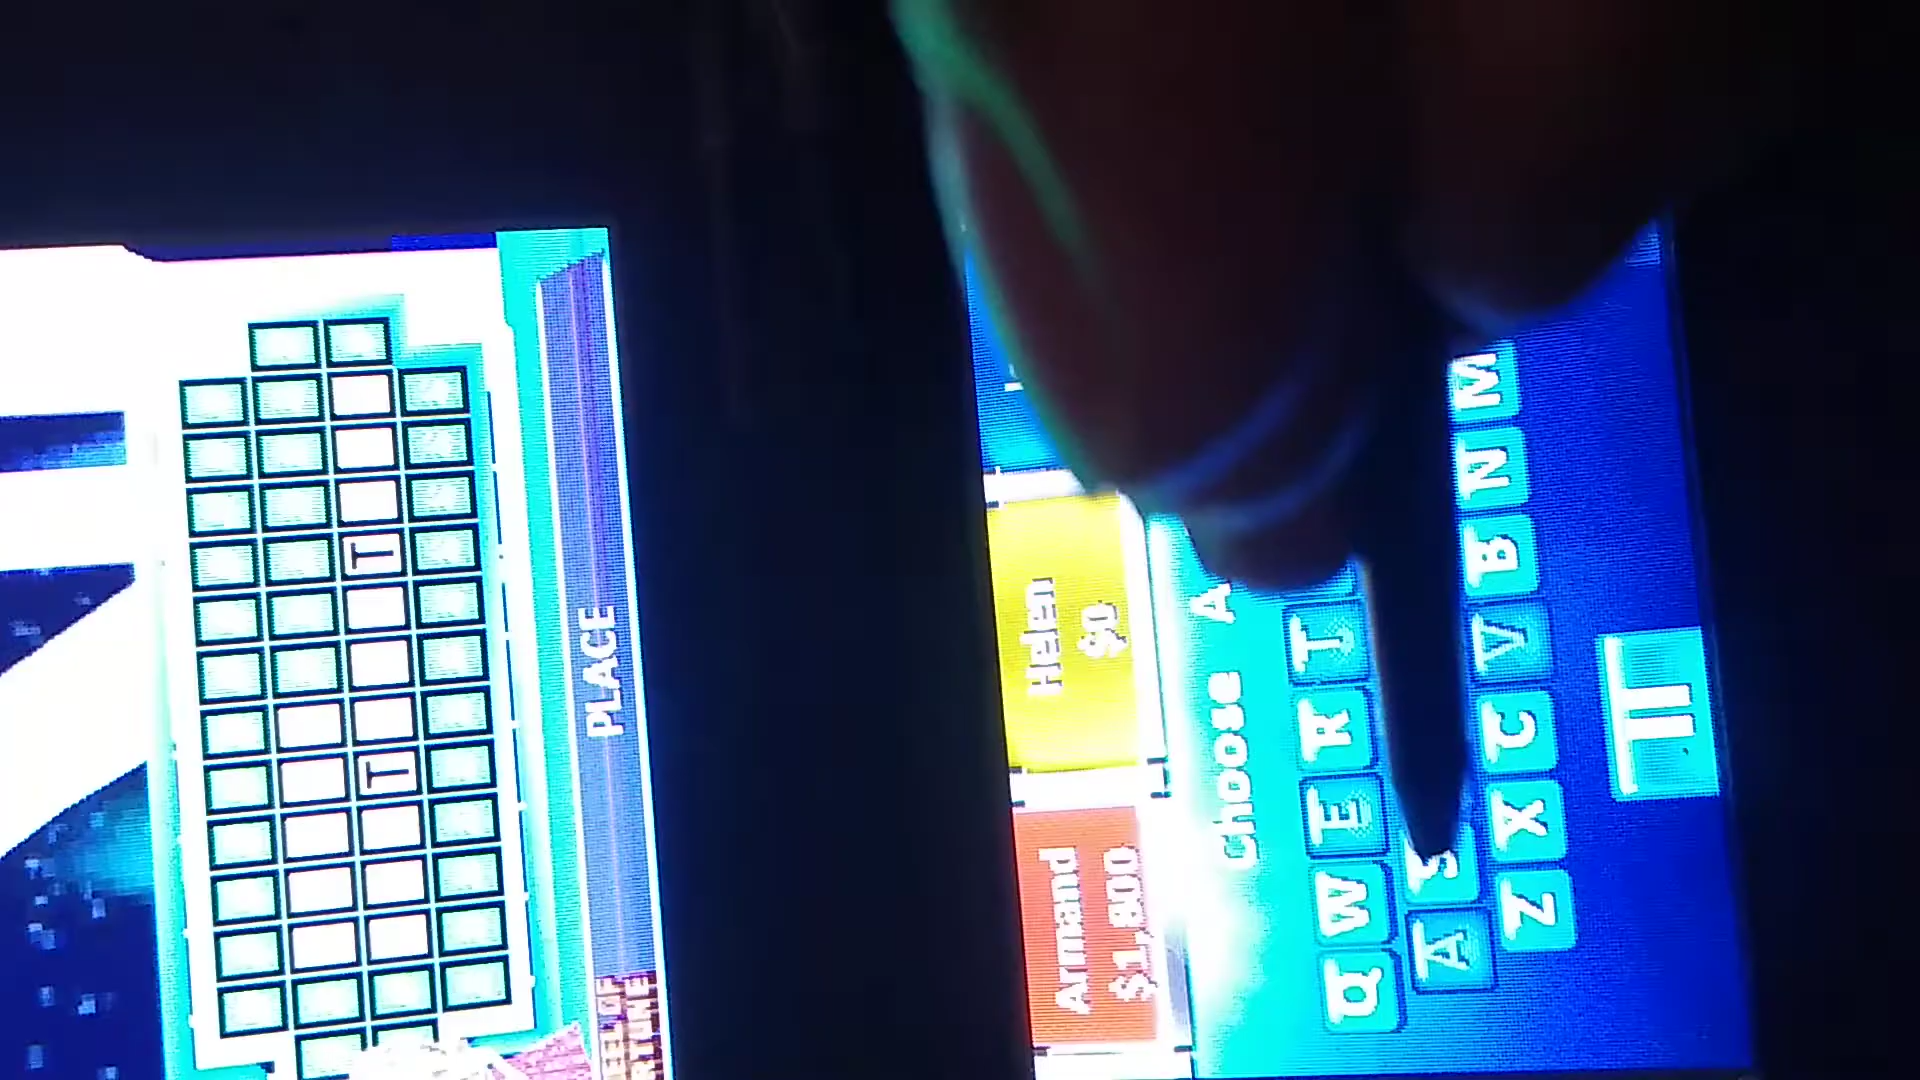 T T
PLACE
Helen
$0
Armand
$1,800
Choose A
Q W E R T
A S
Z X C V B N M